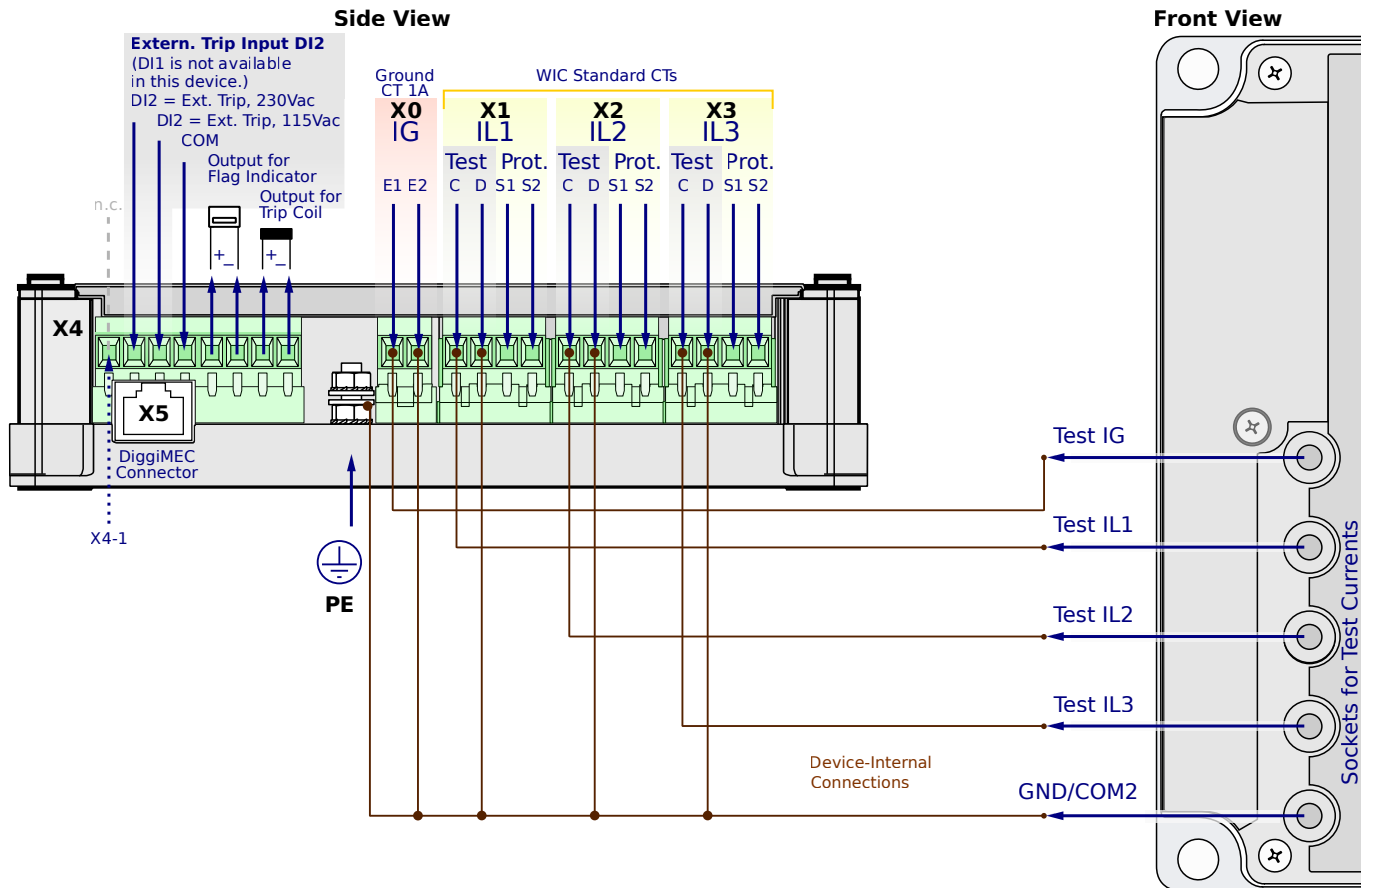 Side View
Front View
Extern. Trip Input DI2
(DI1 is not available
in this device.)
DI2 = Ext. Trip, 230Vac
DI2 = Ext. Trip, 115Vac
COM
Output for
Flag Indicator
Output for
Trip Coil
n.c.
+ −
+ −
Ground
CT 1A
WIC Standard CTs
X0
IG
X1
IL1
X2
IL2
X3
IL3
Test Prot.
Test Prot.
Test Prot.
E1 E2
C D S1 S2
C D S1 S2
C D S1 S2
X4
X5
DiggiMEC
Connector
X4-1
PE
Test IG
Test IL1
Test IL2
Test IL3
GND/COM2
Device-Internal
Connections
Sockets for Test Currents